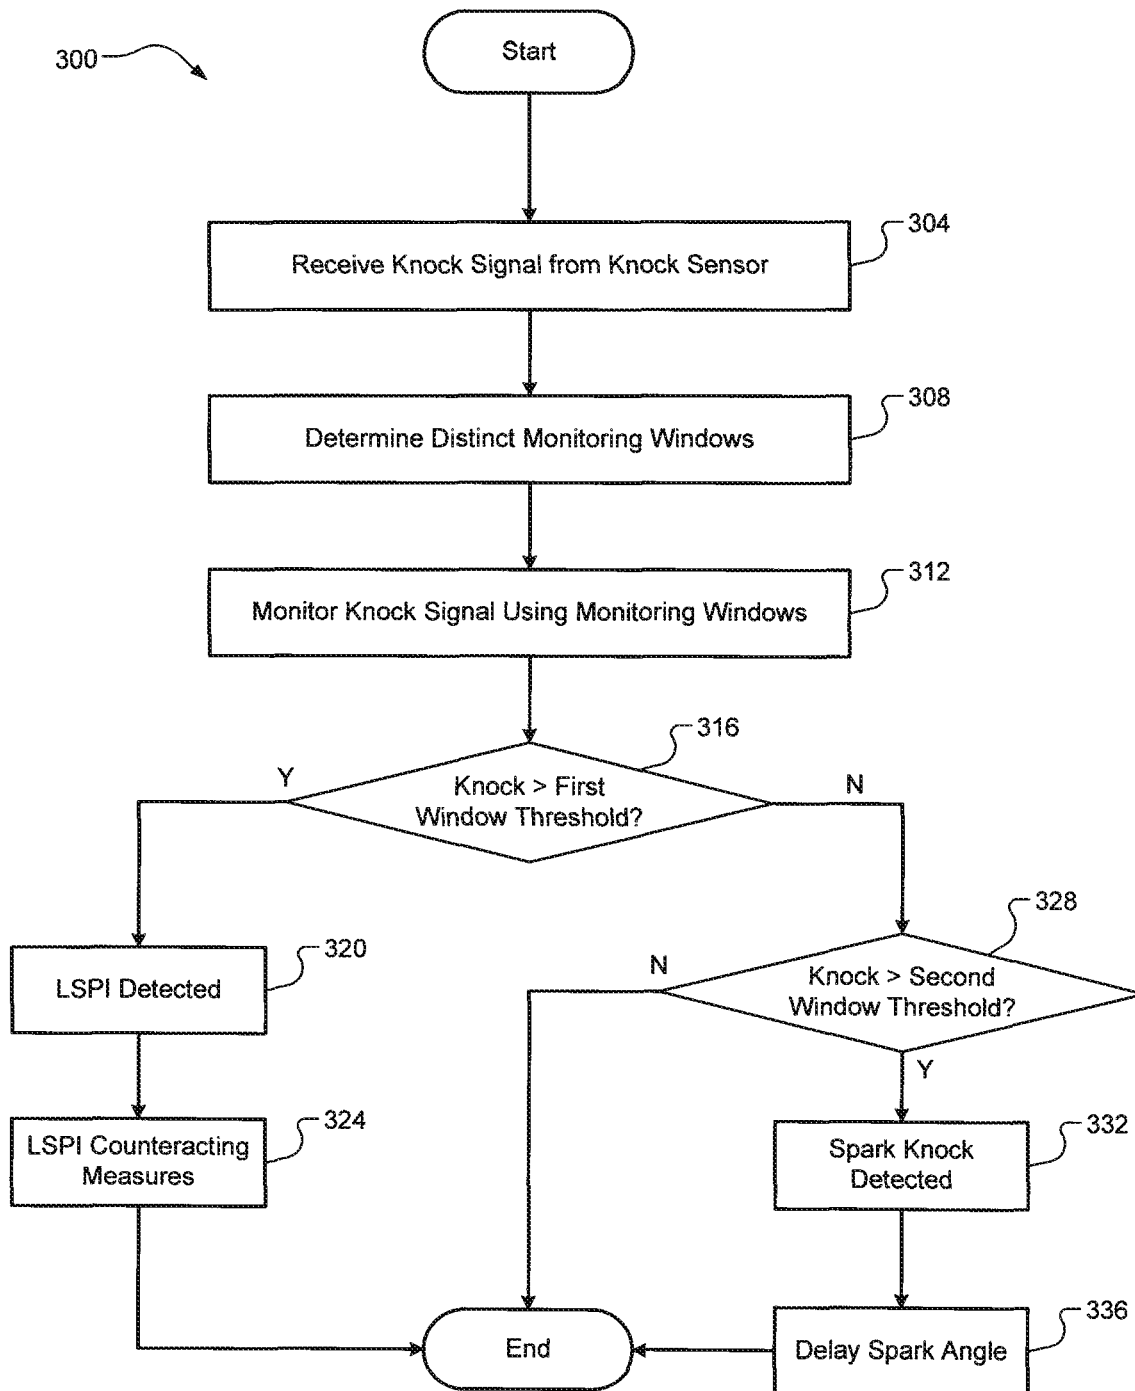 Start
300
304
Receive Knock Signal from Knock Sensor
308
Determine Distinct Monitoring Windows
312
Monitor Knock Signal Using Monitoring Windows
316
Y
Knock > First
Window Threshold?
N
328
320
LSPI Detected
N
Knock > Second
Window Threshold?
Y
324
LSPI Counteracting
Measures
332
Spark Knock
Detected
336
End
Delay Spark Angle